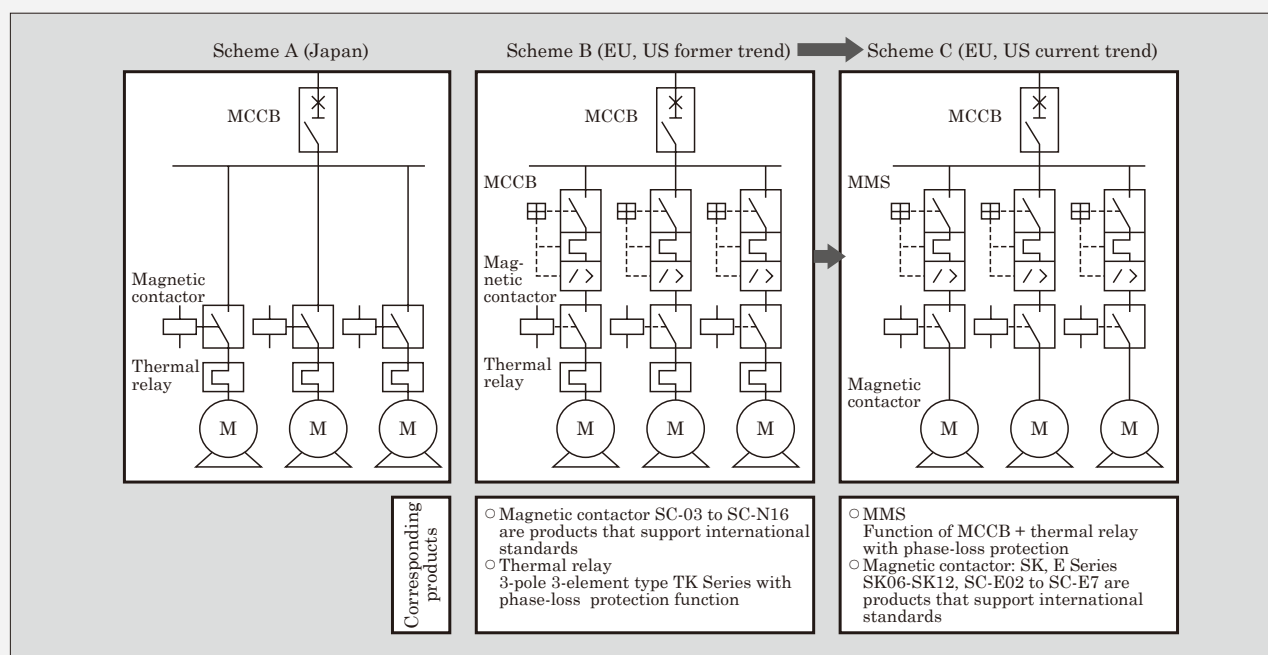 Scheme A (Japan)
MCCB
Magnetic
contactor
Thermal
relay
M
M
M
Scheme B (EU, US former trend)
MCCB
MCCB
Mag-
netic
contactor
Thermal
relay
M
M
M
Scheme C (EU, US current trend)
MCCB
MMS
Magnetic
contactor
M
M
M
Corresponding
products
○ Magnetic contactor SC-03 to SC-N16
are products that support international
standards
○ Thermal relay
3-pole 3-element type TK Series with
phase-loss protection function
○ MMS
Function of MCCB + thermal relay
with phase-loss protection
○ Magnetic contactor: SK, E Series
SK06-SK12, SC-E02 to SC-E7 are
products that support international
standards